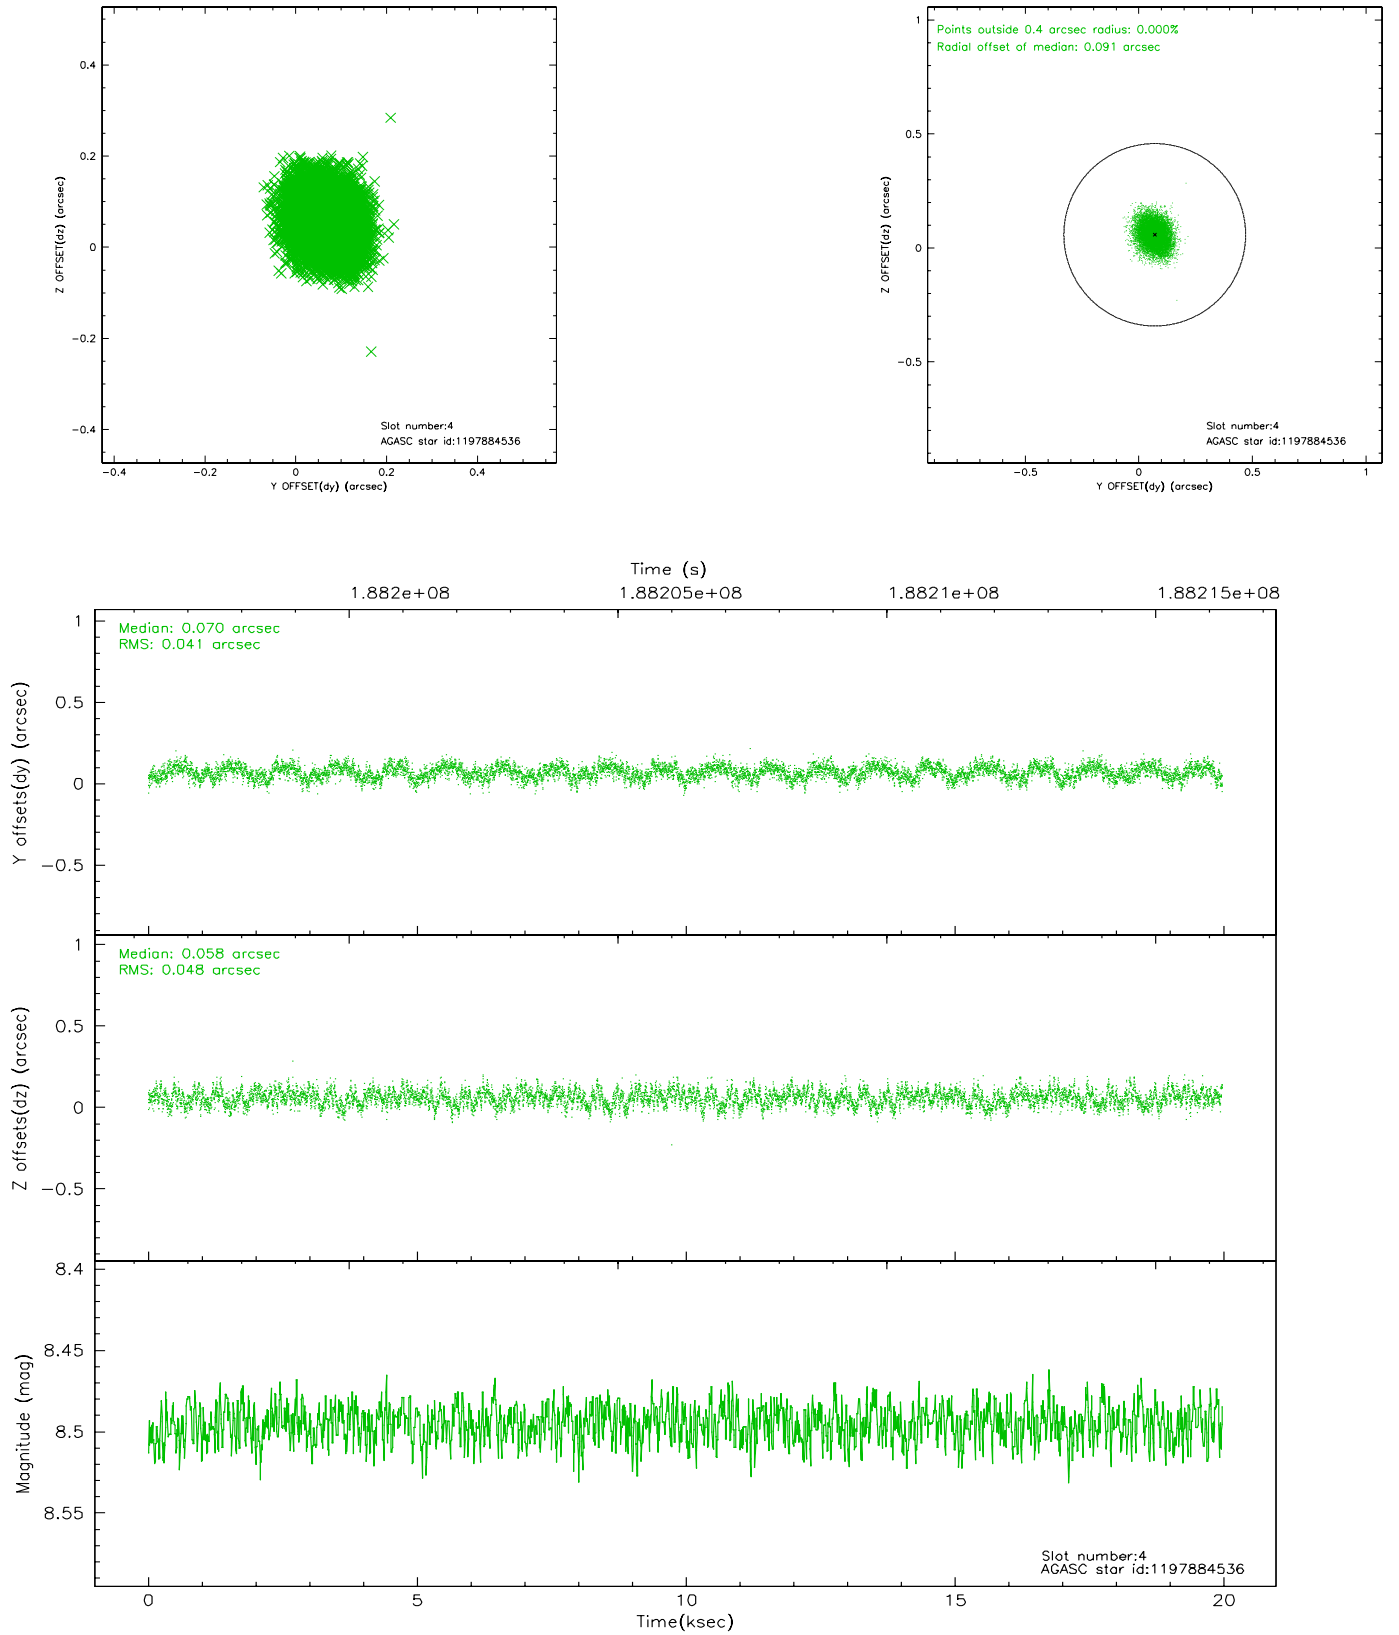 0.4
0.2
0
-0.2
-0.4
Z OFFSET(dz) (arcsec)
Slot number:4
AGASC star id:1197884536
-0.4 -0.2 0 0.2 0.4
Y OFFSET(dy) (arcsec)
Points outside 0.4 arcsec radius: 0.000%
Radial offset of median: 0.091 arcsec
1
0.5
0
-0.5
Z OFFSET(dz) (arcsec)
Slot number:4
AGASC star id:1197884536
-0.5 0 0.5 1
Y OFFSET(dy) (arcsec)
Time (s)
1.882e+08 1.88205e+08 1.8821e+08 1.88215e+08
Median: 0.070 arcsec
RMS: 0.041 arcsec
1
0.5
0
-0.5
Y offsets(dy) (arcsec)
Median: 0.058 arcsec
RMS: 0.048 arcsec
1
0.5
0
-0.5
Z offsets(dz) (arcsec)
8.4
8.45
8.5
8.55
Magnitude (mag)
Slot number:4
AGASC star id:1197884536
0 5 10 15 20
Time(ksec)